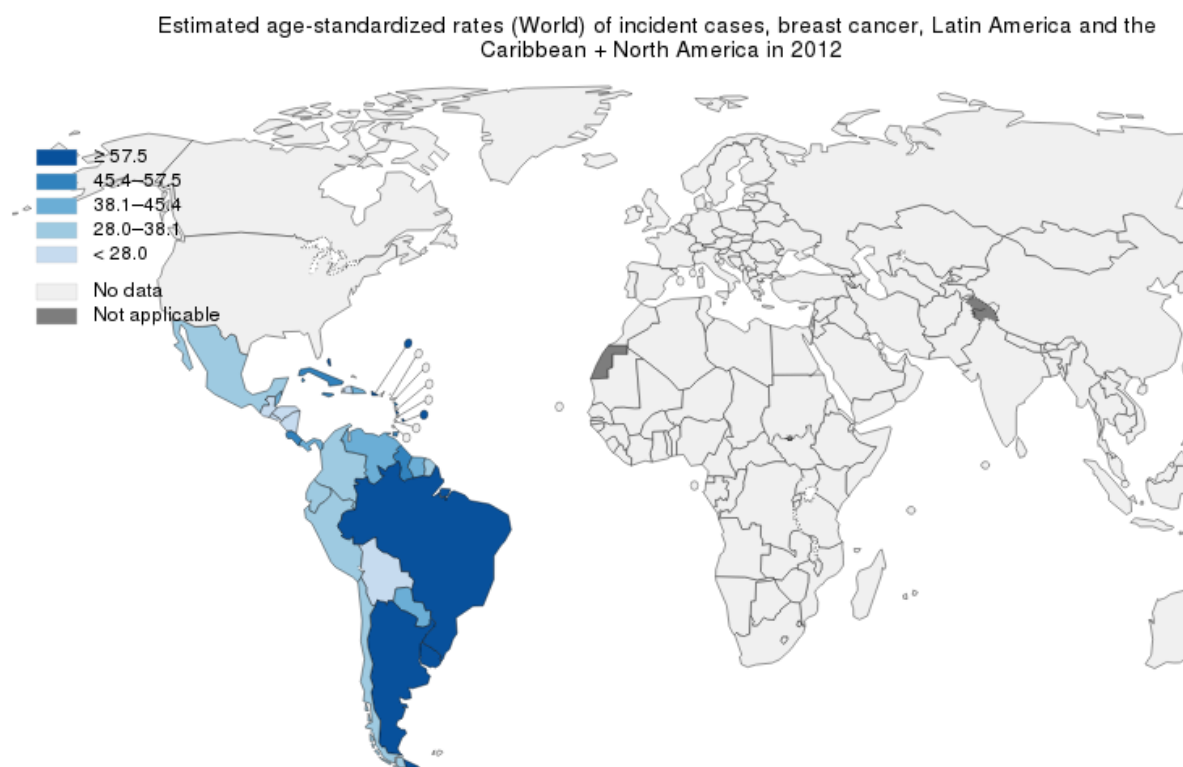 Estimated age-standardized rates (World) of incident cases, breast cancer, Latin America and the
Caribbean + North America in 2012
≥ 57.5
45.4–57.5
38.1–45.4
28.0–38.1
< 28.0
No data
Not applicable